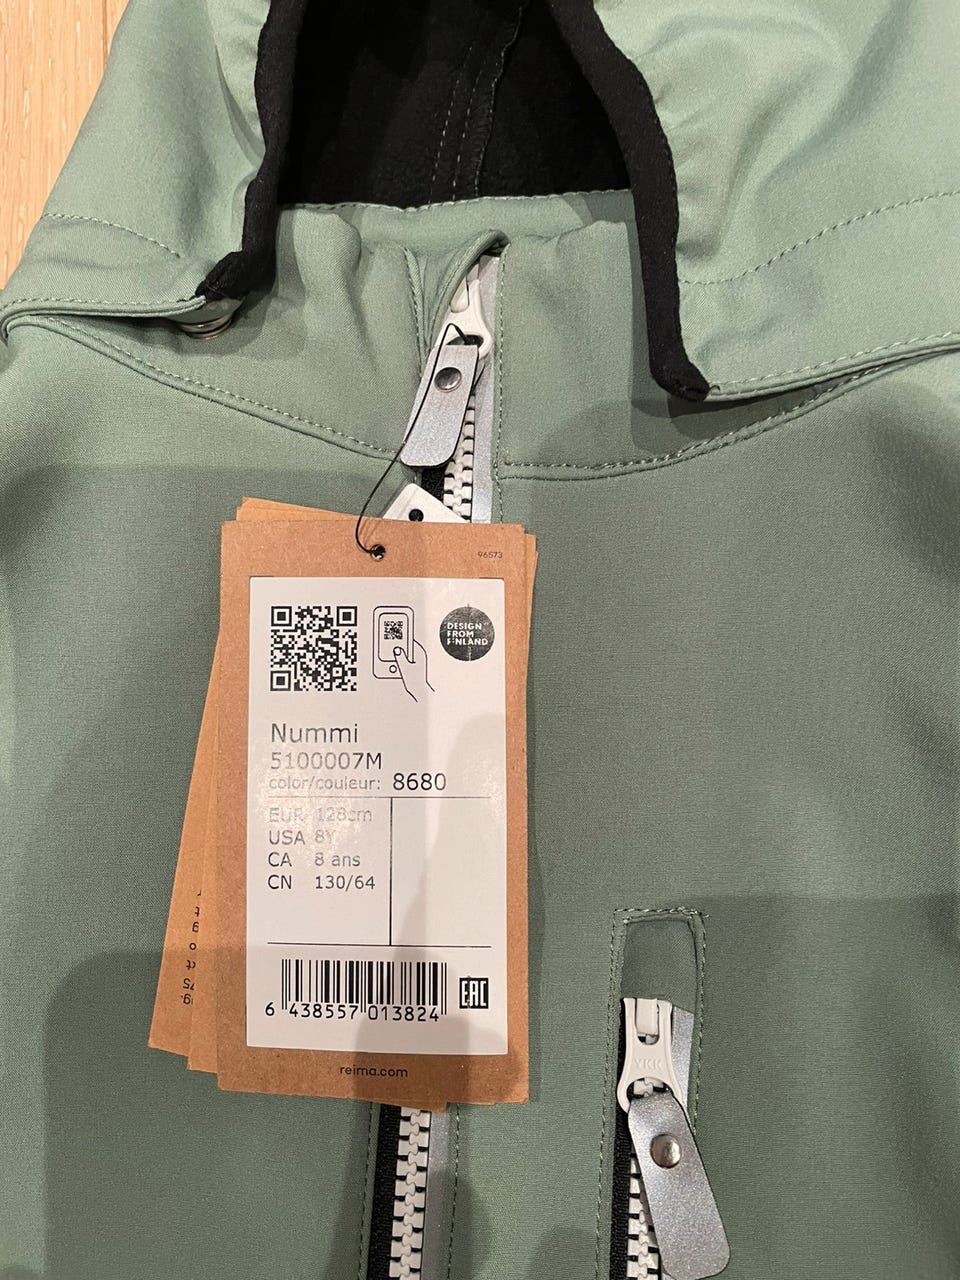 96573
DESIGN
FROM
FINLAND
Nummi
5100007M
color/couleur: 8680
EUR 128cm
USA 8Y
CA 8 ans
CN 130/64
6 438557 013824
EAC
reima.com
YKK